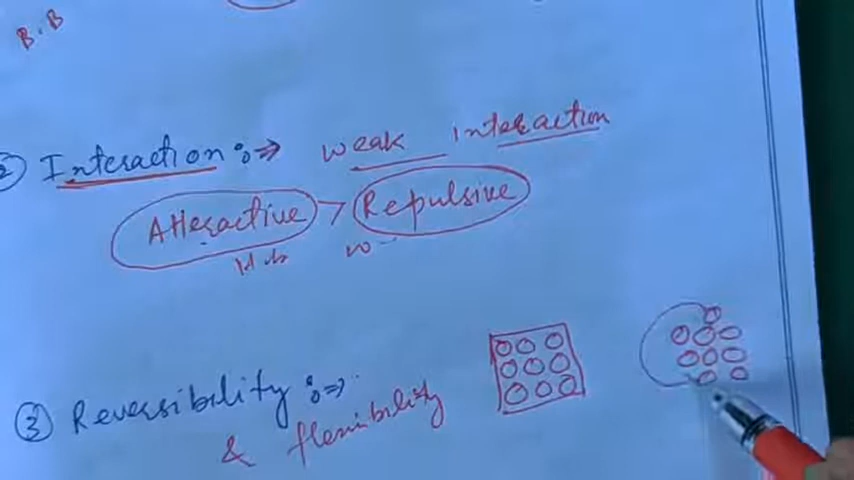 B.B
② Interaction :⇒ weak interaction
Attractive > Repulsive
H.b
③ Reversibility :⇒
& flexibility